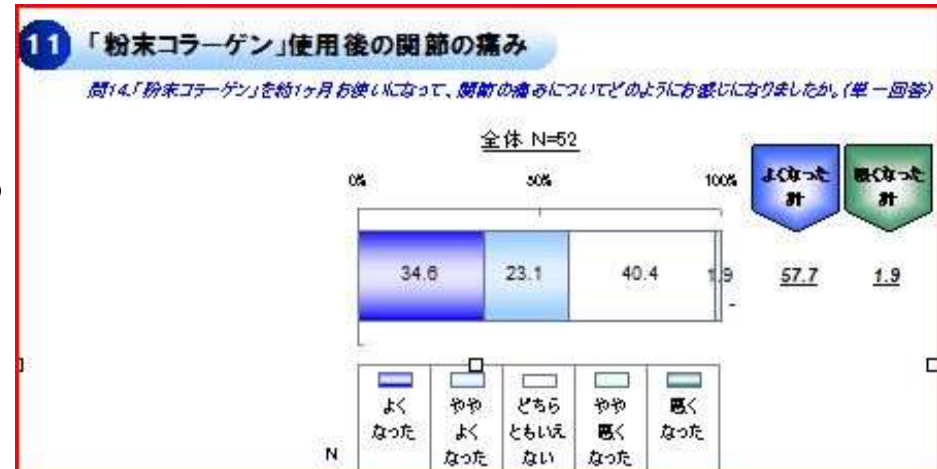 11 「粉末コラーゲン」使用後の関節の痛み
問14.「粉末コラーゲン」を約1ヶ月お使いになって、関節の痛みについてどのようにお感じになりましたか。(単一回答)
全体 N=52
0% 50% 100%
よくなった計 悪くなった計
34.6 23.1 40.4 1.9 - 57.7 1.9
よくなった ややよくなった どちらともいえない やや悪くなった 悪くなった
N